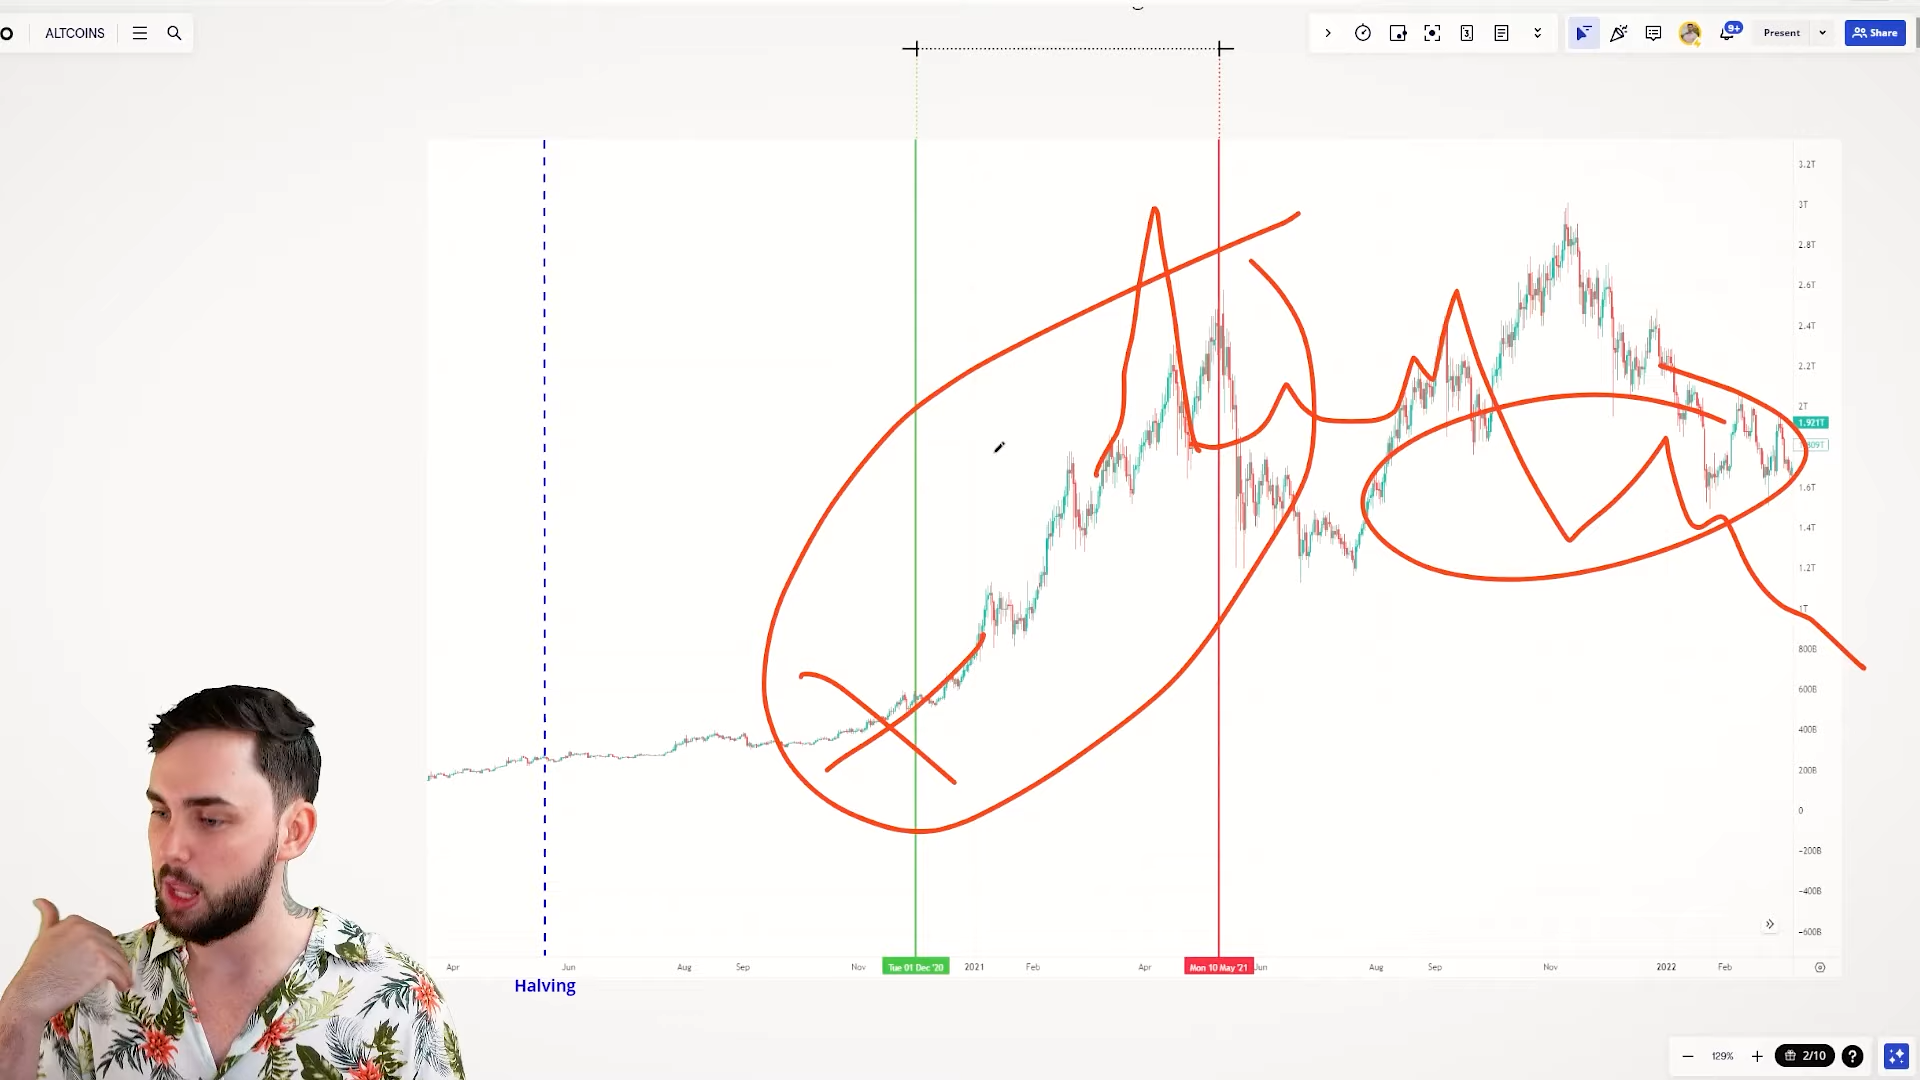 ALTCOINS
3
9+
Present
Share
3.2T
3T
2.8T
2.6T
2.4T
2.2T
2T
1.921T
1.6T
1.4T
1.2T
1T
800B
600B
400B
200B
0
-200B
-400B
-600B
Apr
Jun
Aug
Sep
Nov
Tue 01 Dec '20
2021
Feb
Apr
Mon 10 May '21
Jun
Aug
Sep
Nov
2022
Feb
Halving
129%
2/10
?